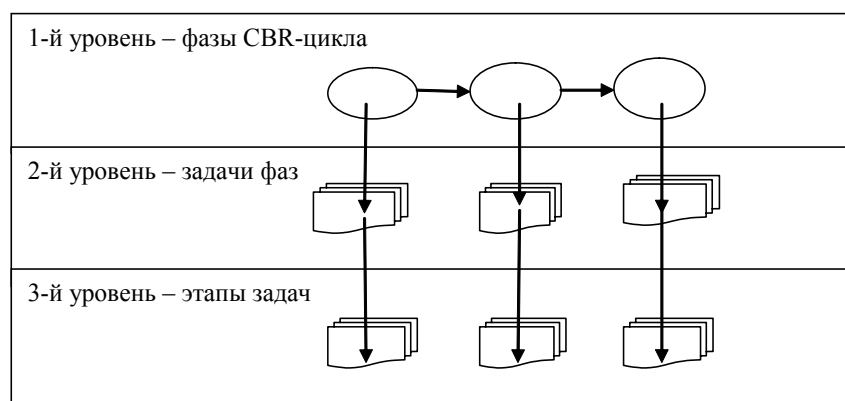 1-й уровень – фазы CBR-цикла
2-й уровень – задачи фаз
3-й уровень – этапы задач